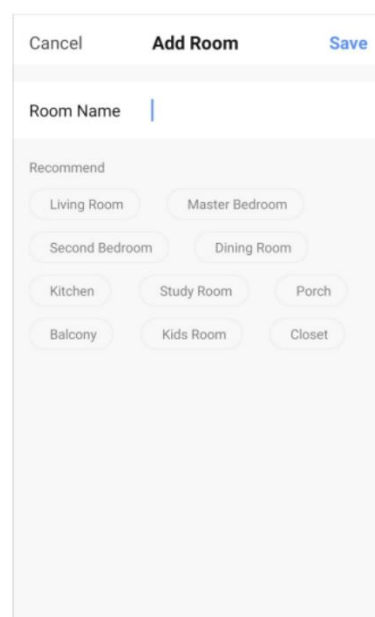 Cancel Add Room Save
Room Name
Recommend
Living Room Master Bedroom
Second Bedroom Dining Room
Kitchen Study Room Porch
Balcony Kids Room Closet